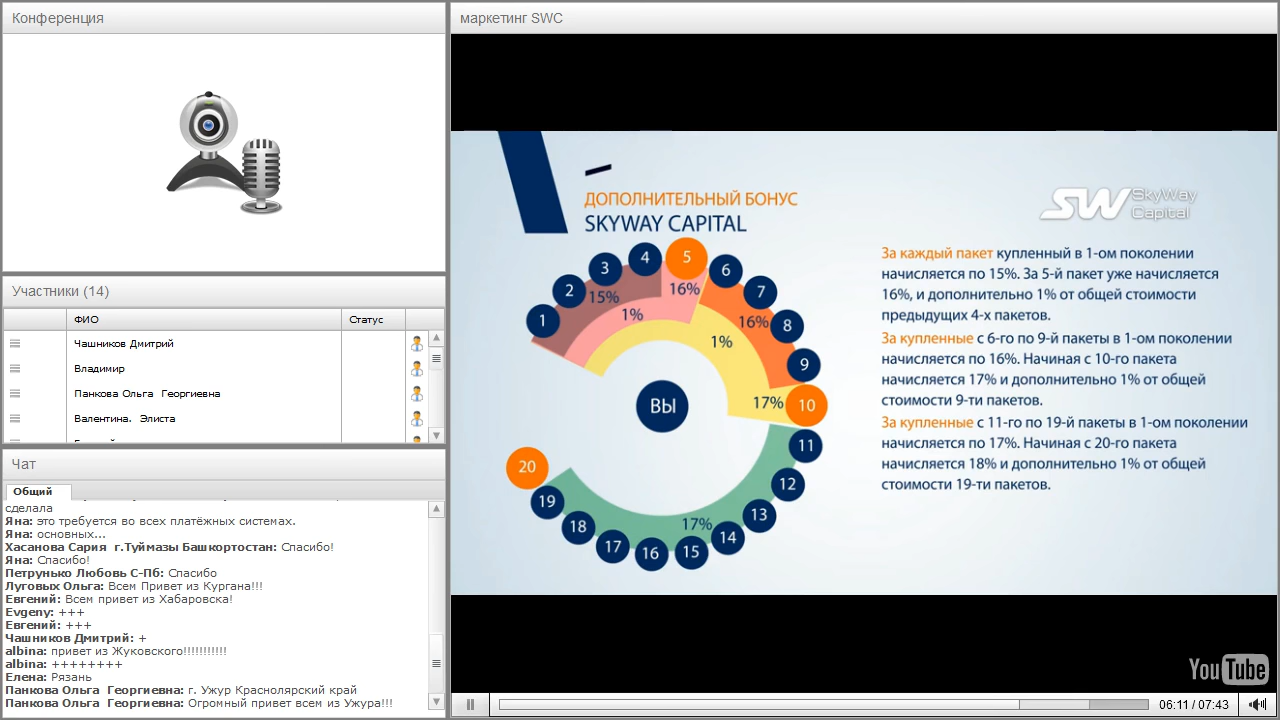 Конференция
Участники (14)
ФИО
Статус
Чашников Дмитрий
Владимир
Панкова Ольга Георгиевна
Валентина. Элиста
Чат
Общий
сделала
Яна: это требуется во всех платёжных системах.
Яна: основных...
Хасанова Сария г.Туймазы Башкортостан: Спасибо!
Яна: Спасибо!
Петрунько Любовь С-Пб: Спасибо
Луговых Ольга: Всем Привет из Кургана!!!
Евгений: Всем привет из Хабаровска!
Evgeny: +++
Евгений: +++
Чашников Дмитрий: +
albina: привет из Жуковского!!!!!!!!!!!
albina: ++++++++
Елена: Рязань
Панкова Ольга Георгиевна: г. Ужур Краснолярский край
Панкова Ольга Георгиевна: Огромный привет всем из Ужура!!!
маркетинг SWC
ДОПОЛНИТЕЛЬНЫЙ БОНУС
SKYWAY CAPITAL
SW SkyWay
Capital
1
2
3
4
5
6
7
8
9
10
11
12
13
14
15
16
17
18
19
20
15%
1%
16%
16%
1%
17%
17%
ВЫ
За каждый пакет купленный в 1-ом поколении
начисляется по 15%. За 5-й пакет уже начисляется
16%, и дополнительно 1% от общей стоимости
предыдущих 4-х пакетов.
За купленные с 6-го по 9-й пакеты в 1-ом поколении
начисляется по 16%. Начиная с 10-го пакета
начисляется 17% и дополнительно 1% от общей
стоимости 9-ти пакетов.
За купленные с 11-го по 19-й пакеты в 1-ом поколении
начисляется по 17%. Начиная с 20-го пакета
начисляется 18% и дополнительно 1% от общей
стоимости 19-ти пакетов.
YouTube
06:11 / 07:43